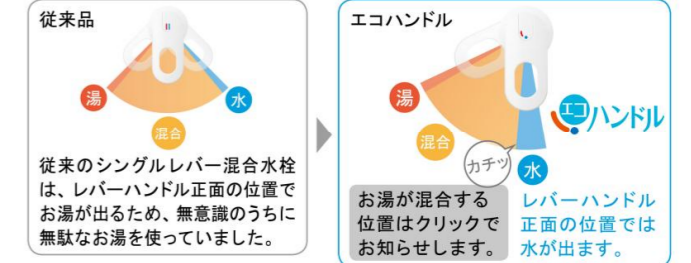 従来品
湯
水
混合
従来のシングルレバー混合水栓
は、レバーハンドル正面の位置で
お湯が出るため、無意識のうちに
無駄なお湯を使っていました。
エコハンドル
湯
混合
カチッ
水
エコハンドル
お湯が混合する
位置はクリックで
お知らせします。
レバーハンドル
正面の位置では
水が出ます。